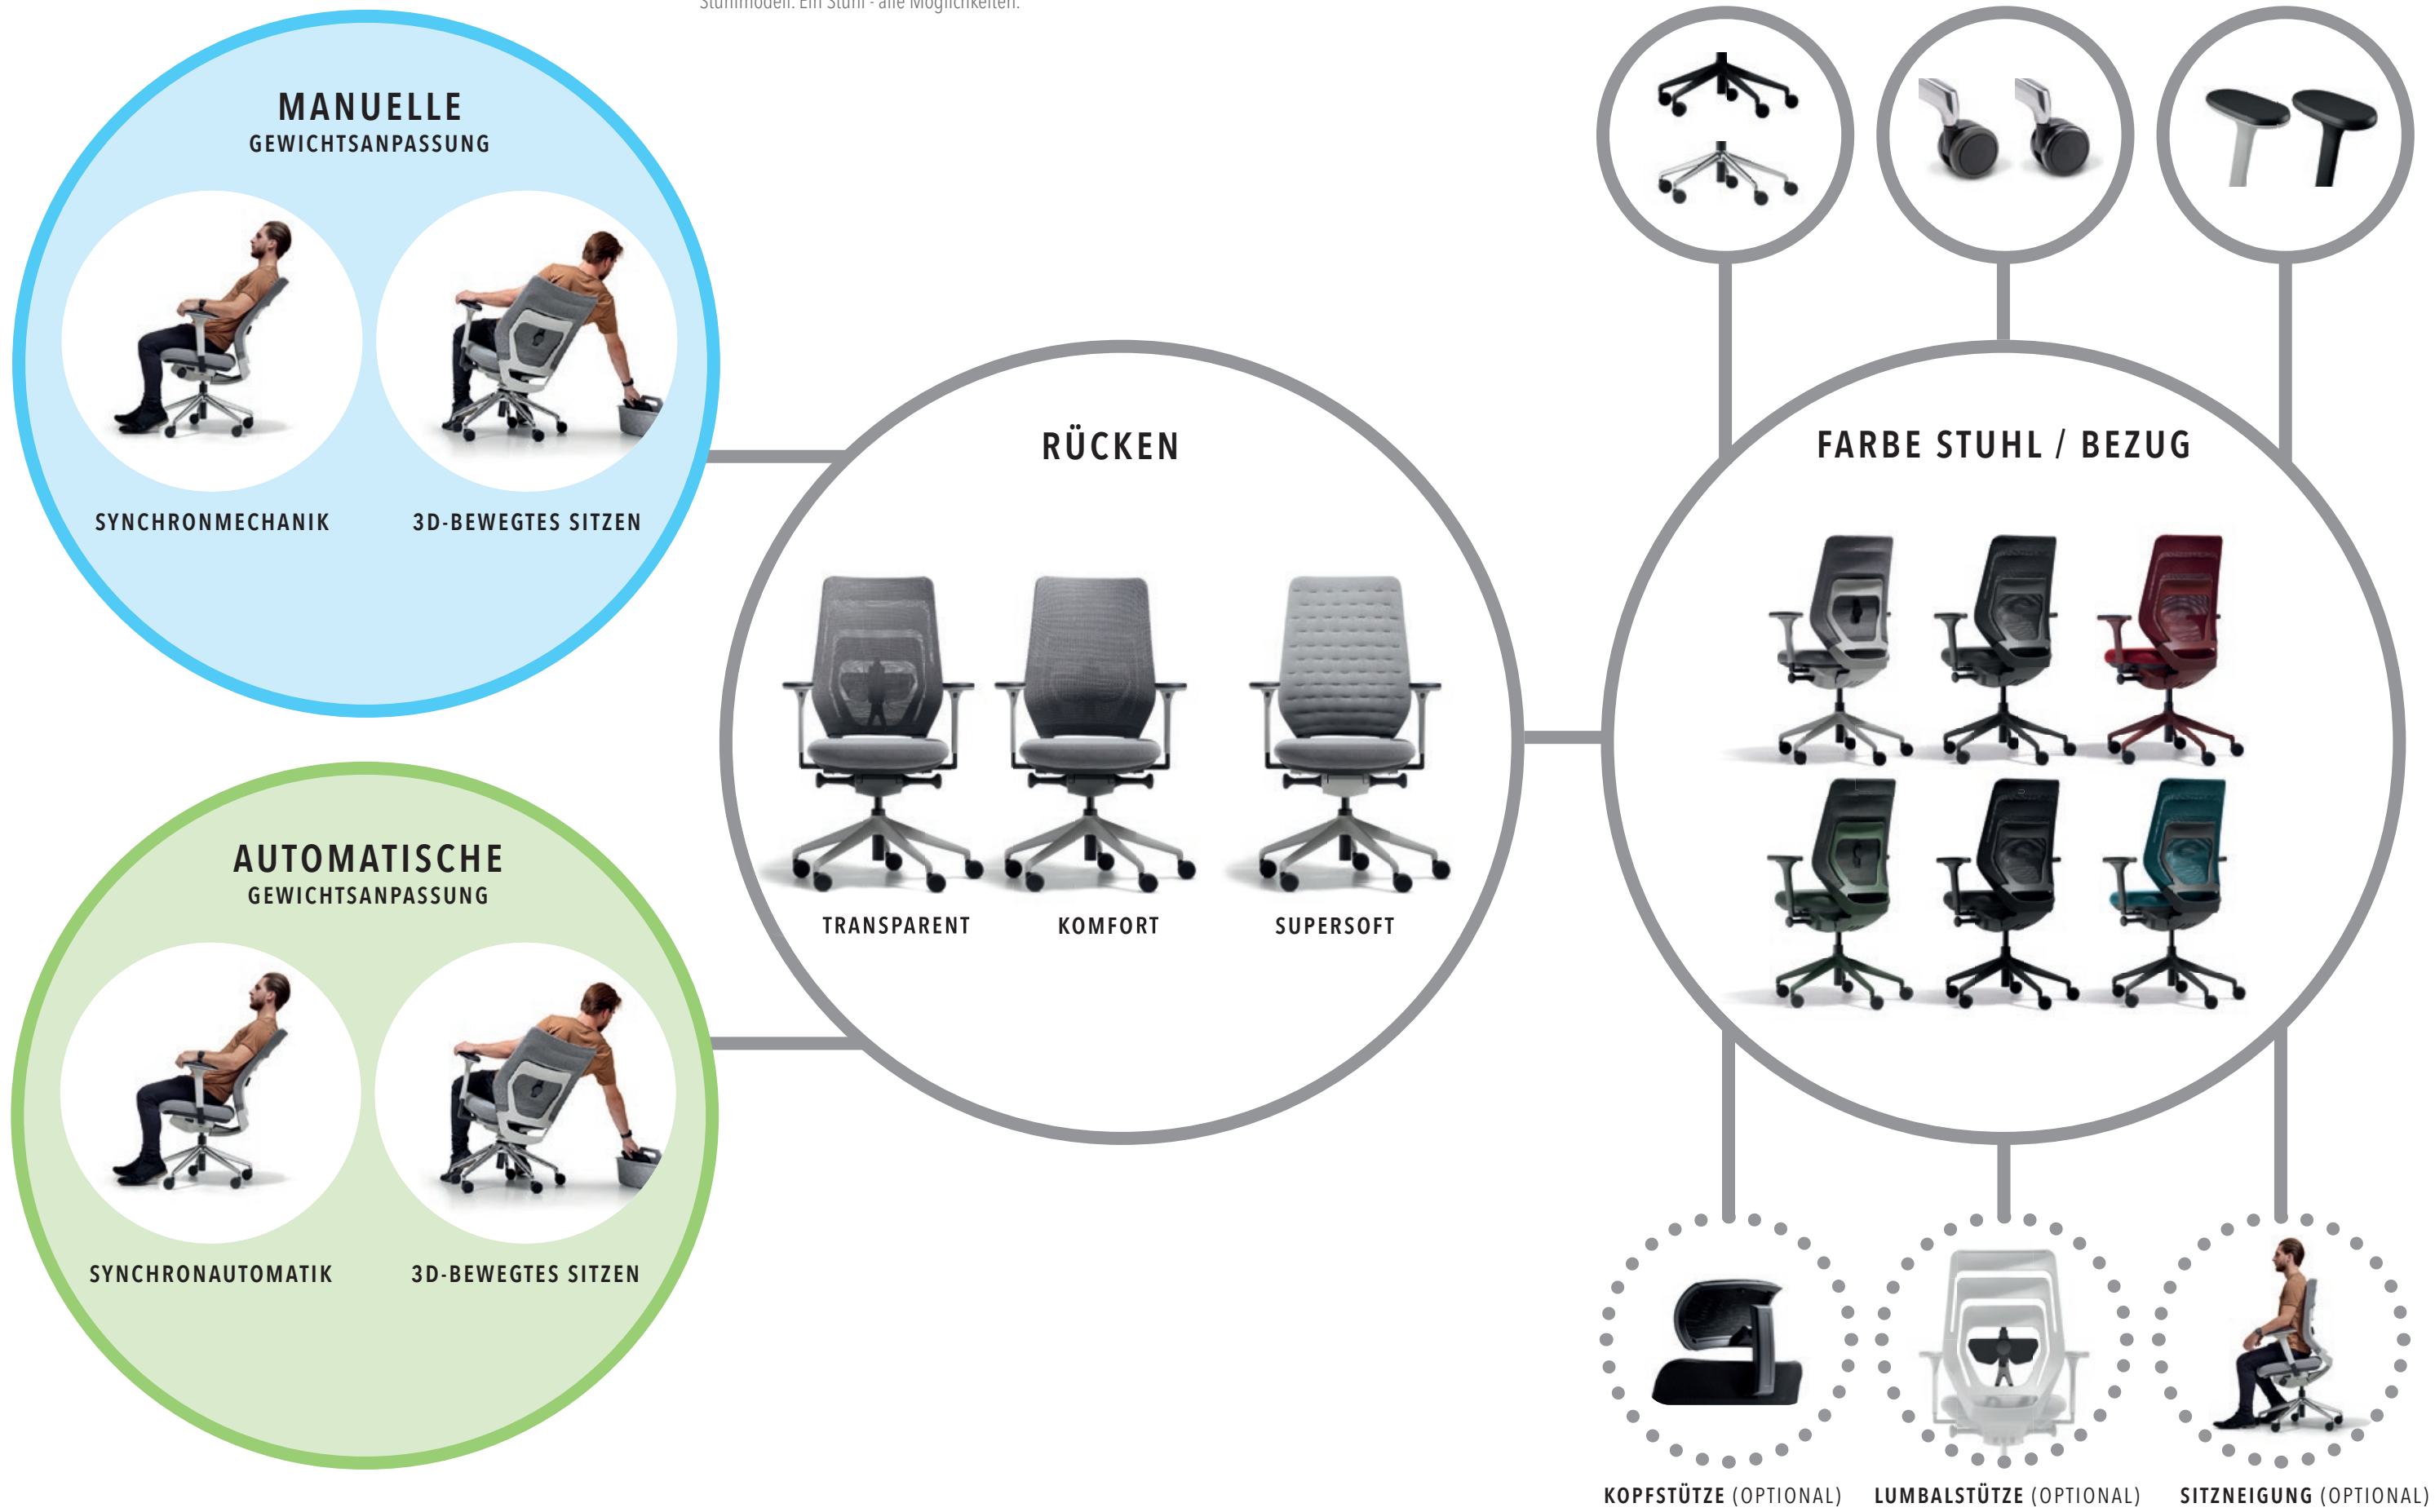 Stuhlmodell. Ein Stuhl - alle Möglichkeiten.
MANUELLE
GEWICHTSANPASSUNG
SYNCHRONMECHANIK
3D-BEWEGTES SITZEN
AUTOMATISCHE
GEWICHTSANPASSUNG
SYNCHRONAUTOMATIK
3D-BEWEGTES SITZEN
RÜCKEN
TRANSPARENT
KOMFORT
SUPERSOFT
FARBE STUHL / BEZUG
KOPFSTÜTZE (OPTIONAL)
LUMBALSTÜTZE (OPTIONAL)
SITZNEIGUNG (OPTIONAL)